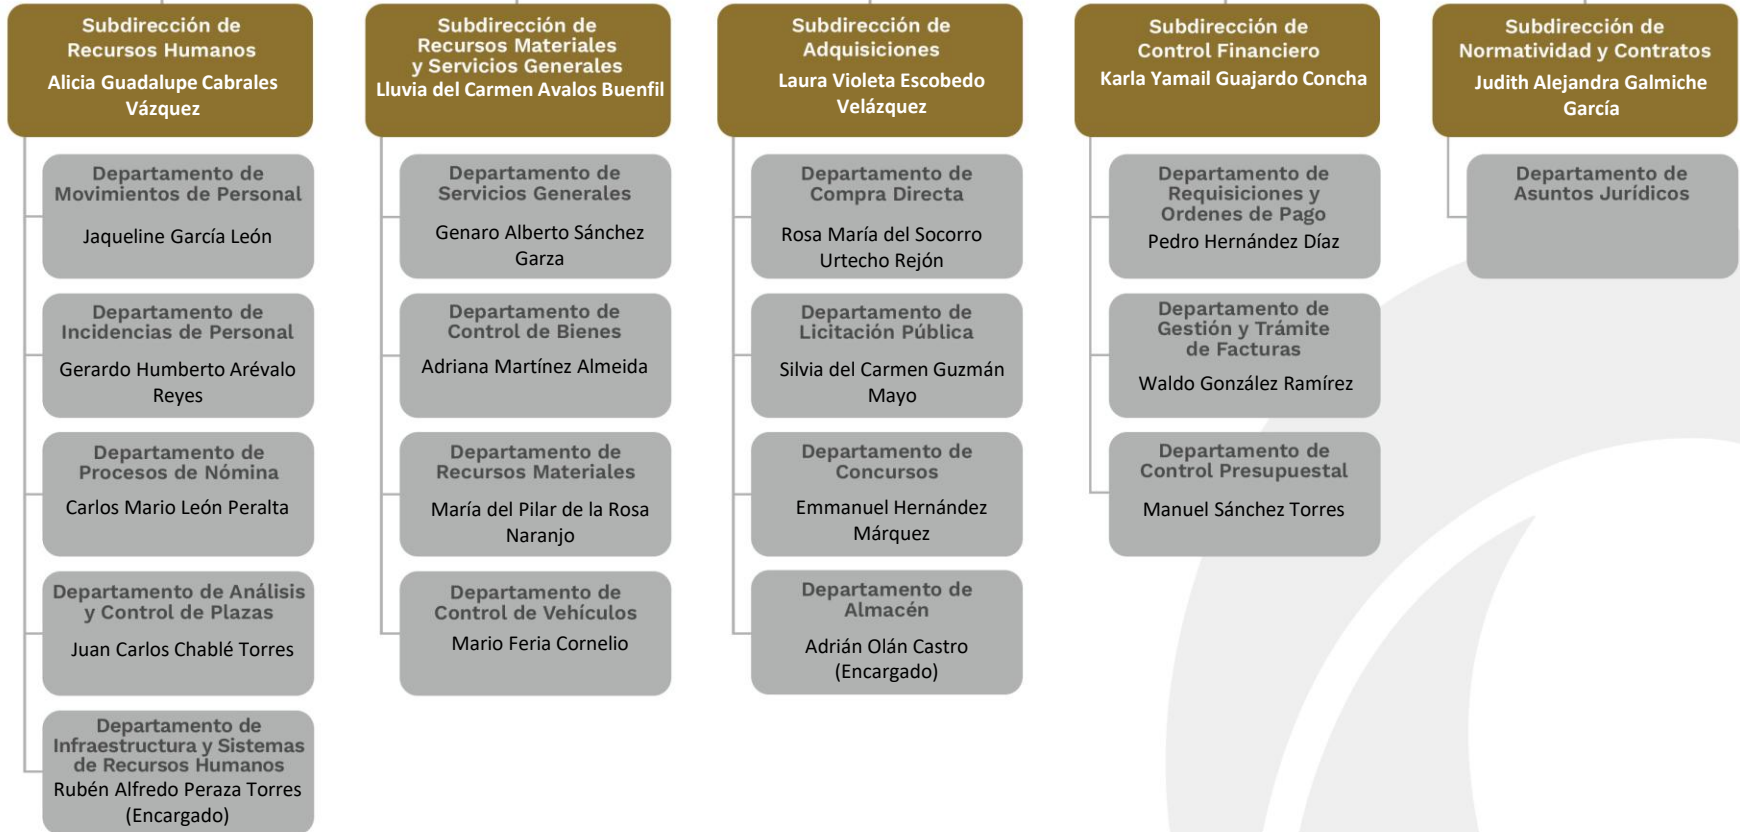 Subdirección de
Recursos Humanos
Alicia Guadalupe Cabrales
Vázquez
Departamento de
Movimientos de Personal
Jaqueline García León
Departamento de
Incidencias de Personal
Gerardo Humberto Arévalo
Reyes
Departamento de
Procesos de Nómina
Carlos Mario León Peralta
Departamento de Análisis
y Control de Plazas
Juan Carlos Chablé Torres
Departamento de
Infraestructura y Sistemas
de Recursos Humanos
Rubén Alfredo Peraza Torres
(Encargado)
Subdirección de
Recursos Materiales
y Servicios Generales
Lluvia del Carmen Avalos Buenfil
Departamento de
Servicios Generales
Genaro Alberto Sánchez
Garza
Departamento de
Control de Bienes
Adriana Martínez Almeida
Departamento de
Recursos Materiales
María del Pilar de la Rosa
Naranjo
Departamento de
Control de Vehículos
Mario Feria Cornelio
Subdirección de
Adquisiciones
Laura Violeta Escobedo
Velázquez
Departamento de
Compra Directa
Rosa María del Socorro
Urtecho Rejón
Departamento de
Licitación Pública
Silvia del Carmen Guzmán
Mayo
Departamento de
Concursos
Emmanuel Hernández
Márquez
Departamento de
Almacén
Adrián Olán Castro
(Encargado)
Subdirección de
Control Financiero
Karla Yamail Guajardo Concha
Departamento de
Requisiciones y
Ordenes de Pago
Pedro Hernández Díaz
Departamento de
Gestión y Trámite
de Facturas
Waldo González Ramírez
Departamento de
Control Presupuestal
Manuel Sánchez Torres
Subdirección de
Normatividad y Contratos
Judith Alejandra Galmiche
García
Departamento de
Asuntos Jurídicos